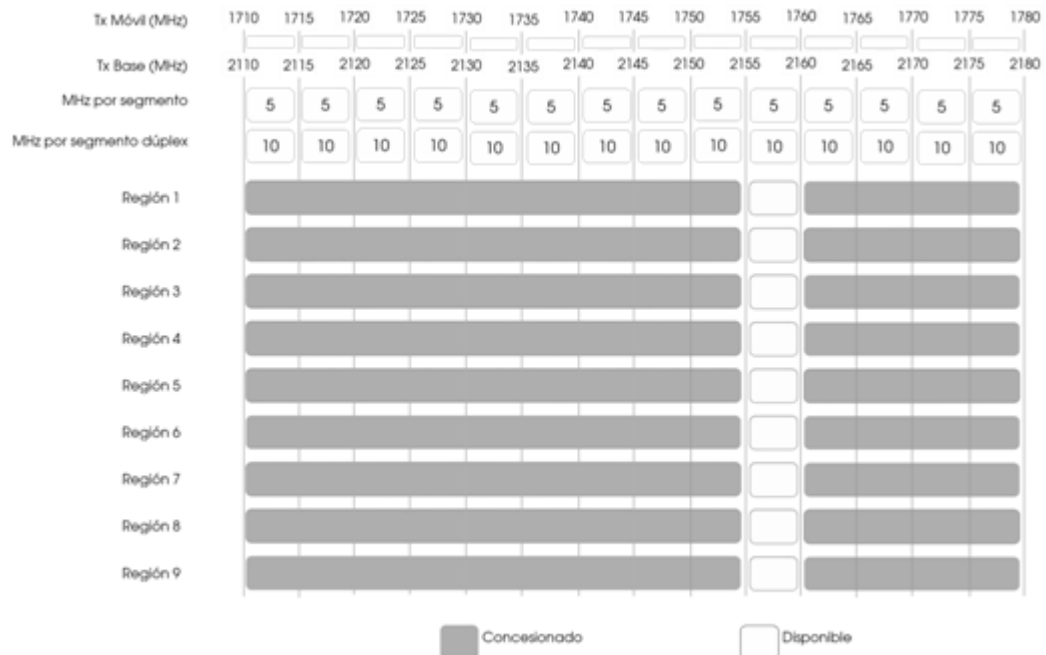 Tx Móvil (MHz) 1710 1715 1720 1725 1730 1735 1740 1745 1750 1755 1760 1765 1770 1775 1780
Tx Base (MHz) 2110 2115 2120 2125 2130 2135 2140 2145 2150 2155 2160 2165 2170 2175 2180
MHz por segmento 5 5 5 5 5 5 5 5 5 5 5 5 5 5
MHz por segmento dúplex 10 10 10 10 10 10 10 10 10 10 10 10 10 10
Región 1
Región 2
Región 3
Región 4
Región 5
Región 6
Región 7
Región 8
Región 9
Concesionado Disponible